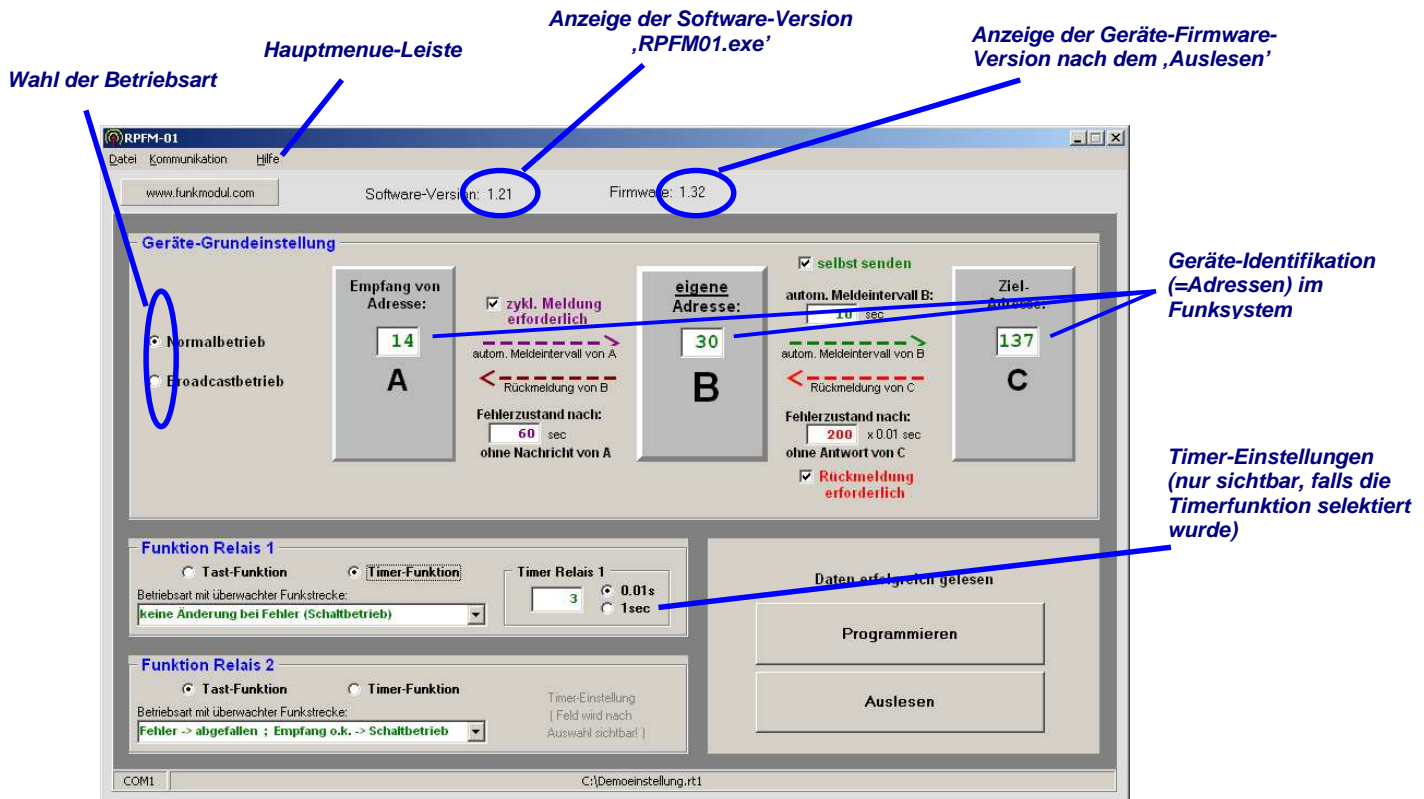 Anzeige der Software-Version
‚RPFM01.exe’
Anzeige der Geräte-Firmware-
Version nach dem ‚Auslesen’
Hauptmenue-Leiste
Wahl der Betriebsart
RPFM-01
Datei Kommunikation Hilfe
www.funkmodul.com
Software-Version: 1.21
Firmware: 1.32
Geräte-Grundeinstellung
Normalbetrieb
Broadcastbetrieb
Empfang von
Adresse:
14
A
zykl. Meldung
erforderlich
autom. Meldeintervall von A
Rückmeldung von B
Fehlerzustand nach:
60 sec
ohne Nachricht von A
eigene
Adresse:
30
B
selbst senden
autom. Meldeintervall B:
10 sec
autom. Meldeintervall von B
Rückmeldung von C
Fehlerzustand nach:
200 x 0.01 sec
ohne Antwort von C
Rückmeldung
erforderlich
Ziel-
Adresse:
137
C
Geräte-Identifikation
(=Adressen) im
Funksystem
Timer-Einstellungen
(nur sichtbar, falls die
Timerfunktion selektiert
wurde)
Funktion Relais 1
Tast-Funktion Timer-Funktion
Betriebsart mit überwachter Funkstrecke:
keine Änderung bei Fehler (Schaltbetrieb)
Timer Relais 1
3
0.01s
1sec
Funktion Relais 2
Tast-Funktion Timer-Funktion
Betriebsart mit überwachter Funkstrecke:
Fehler -> abgefallen ; Empfang o.k. -> Schaltbetrieb
Timer-Einstellung
( Feld wird nach
Auswahl sichtbar! )
Daten erfolgreich gelesen
Programmieren
Auslesen
COM1
C:\Demoeinstellung.rt1